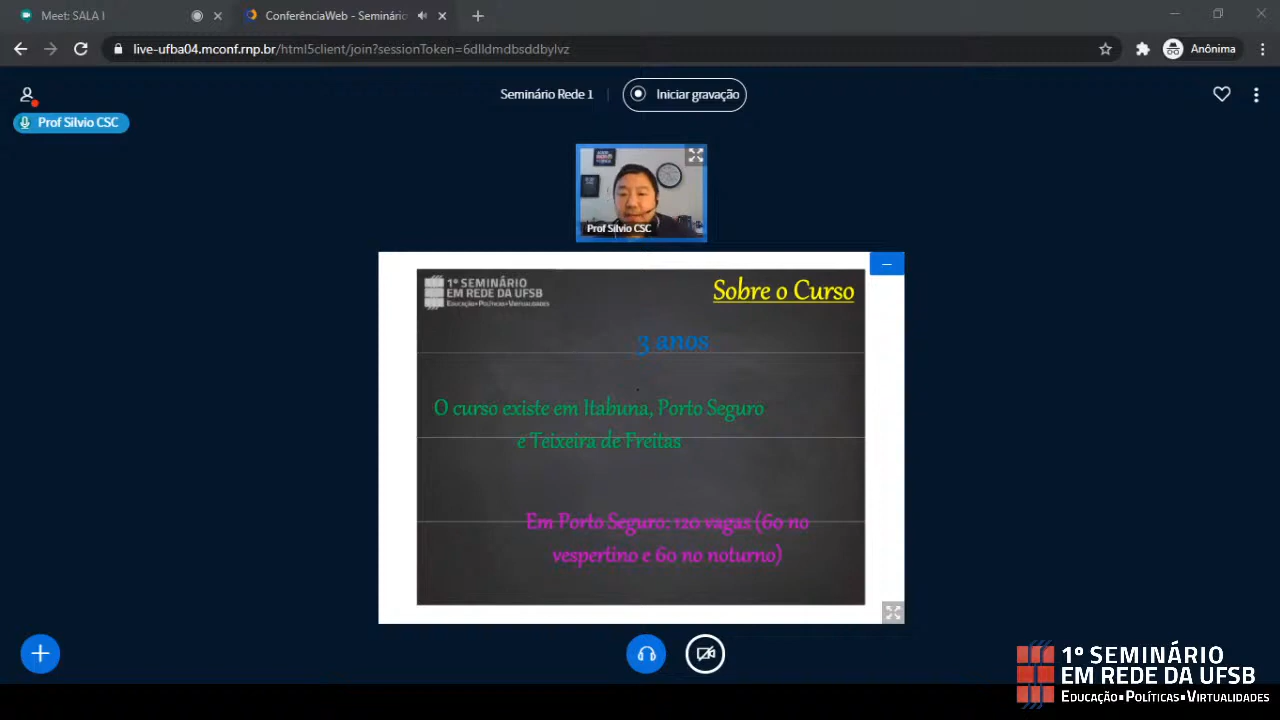 Meet: SALA I
ConferênciaWeb - Seminário
live-ufba04.mconf.rnp.br/html5client/join?sessionToken=6dlldmdbsddbylvz
Anônima
Seminário Rede 1
Iniciar gravação
Prof Silvio CSC
Prof Silvio CSC
1º SEMINÁRIO
EM REDE DA UFSB
EDUCAÇÃO•POLÍTICAS•VIRTUALIDADES
Sobre o Curso
3 anos
O curso existe em Itabuna, Porto Seguro
e Teixeira de Freitas
Em Porto Seguro: 120 vagas (60 no
vespertino e 60 no noturno)
1º SEMINÁRIO
EM REDE DA UFSB
EDUCAÇÃO•POLÍTICAS•VIRTUALIDADES